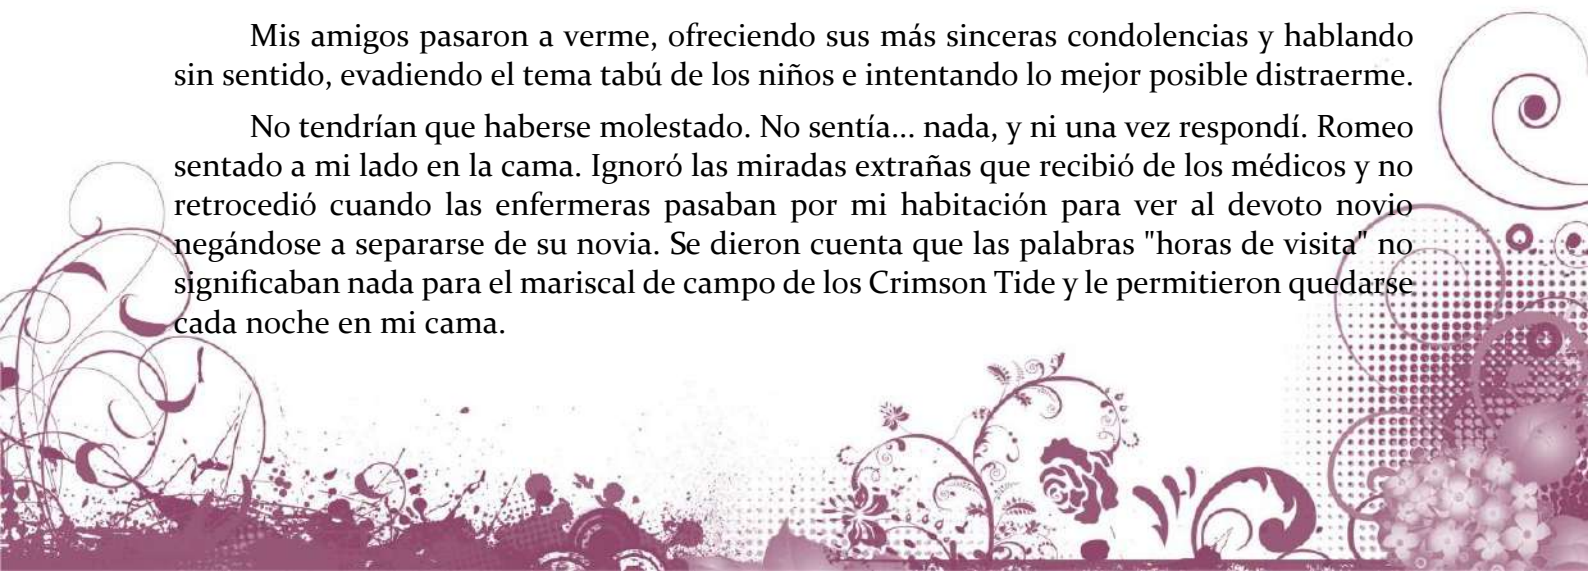 Mis amigos pasaron a verme, ofreciendo sus más sinceras condolencias y hablando
sin sentido, evadiendo el tema tabú de los niños e intentando lo mejor posible distraerme.
No tendrían que haberse molestado. No sentía... nada, y ni una vez respondí. Romeo
sentado a mi lado en la cama. Ignoró las miradas extrañas que recibió de los médicos y no
retrocedió cuando las enfermeras pasaban por mi habitación para ver al devoto novio
negándose a separarse de su novia. Se dieron cuenta que las palabras "horas de visita" no
significaban nada para el mariscal de campo de los Crimson Tide y le permitieron quedarse
cada noche en mi cama.